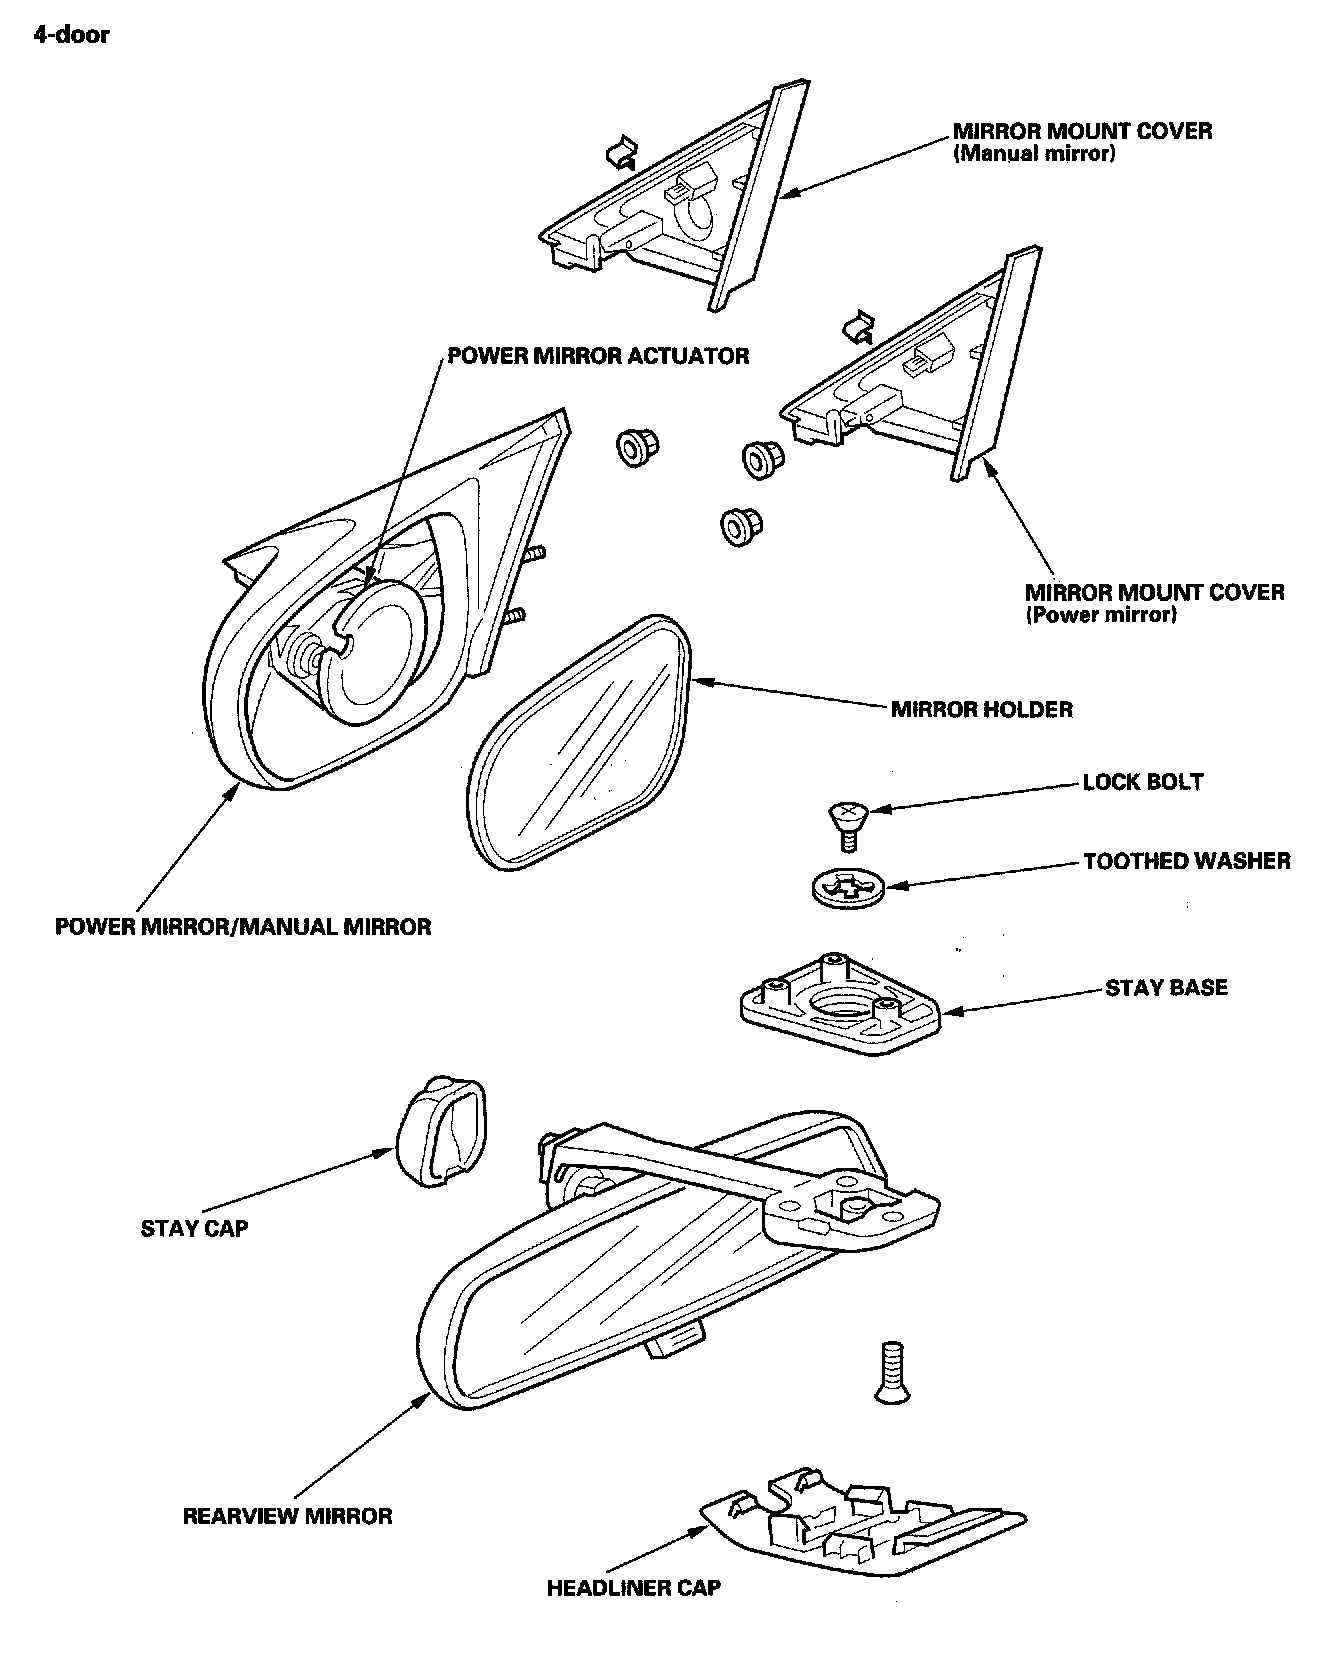 4-door
MIRROR MOUNT COVER
(Manual mirror)
POWER MIRROR ACTUATOR
MIRROR MOUNT COVER
(Power mirror)
MIRROR HOLDER
LOCK BOLT
TOOTHED WASHER
POWER MIRROR/MANUAL MIRROR
STAY BASE
STAY CAP
REARVIEW MIRROR
HEADLINER CAP